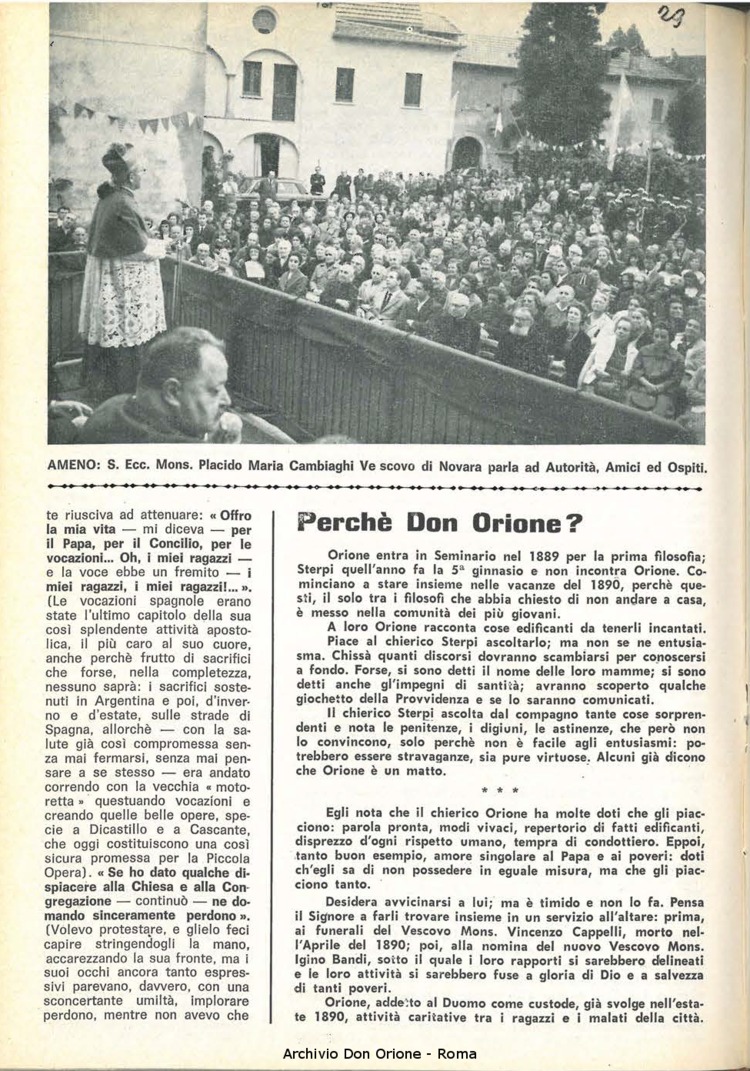 29
AMENO: S. Ecc. Mons. Placido Maria Cambiaghi Ve scovo di Novara parla ad Autorità, Amici ed Ospiti.
te riusciva ad attenuare: « Offro
la mia vita — mi diceva — per
il Papa, per il Concilio, per le
vocazioni... Oh, i miei ragazzi —
e la voce ebbe un fremito — i
miei ragazzi, i miei ragazzi!... ».
(Le vocazioni spagnole erano
state l'ultimo capitolo della sua
così splendente attività aposto-
lica, il più caro al suo cuore,
anche perchè frutto di sacrifici
che forse, nella completezza,
nessuno saprà: i sacrifici soste-
nuti in Argentina e poi, d'inver-
no e d'estate, sulle strade di
Spagna, allorchè — con la sa-
lute già così compromessa sen-
za mai fermarsi, senza mai pen-
sare a se stesso — era andato
correndo con la vecchia « moto-
retta » questuando vocazioni e
creando quelle belle opere, spe-
cie a Dicastillo e a Cascante,
che oggi costituiscono una così
sicura promessa per la Piccola
Opera). « Se ho dato qualche di-
spiacere alla Chiesa e alla Con-
gregazione — continuò — ne do-
mando sinceramente perdono ».
(Volevo protestare, e glielo feci
capire stringendogli la mano,
accarezzando la sua fronte, ma i
suoi occhi ancora tanto espres-
sivi parevano, davvero, con una
sconcertante umiltà, implorare
perdono, mentre non avevo che
Perchè Don Orione?
Orione entra in Seminario nel 1889 per la prima filosofia;
Sterpi quell'anno fa la 5ª ginnasio e non incontra Orione. Co-
minciano a stare insieme nelle vacanze del 1890, perchè que-
sti, il solo tra i filosofi che abbia chiesto di non andare a casa,
è messo nella comunità dei più giovani.
A loro Orione racconta cose edificanti da tenerli incantati.
Piace al chierico Sterpi ascoltarlo; ma non se ne entusia-
sma. Chissà quanti discorsi dovranno scambiarsi per conoscersi
a fondo. Forse, si sono detti il nome delle loro mamme; si sono
detti anche gl'impegni di santità; avranno scoperto qualche
giochetto della Provvidenza e se lo saranno comunicati.
Il chierico Sterpi ascolta dal compagno tante cose sorpren-
denti e nota le penitenze, i digiuni, le astinenze, che però non
lo convincono, solo perchè non è facile agli entusiasmi: po-
trebbero essere stravaganze, sia pure virtuose. Alcuni già dicono
che Orione è un matto.
* * *
Egli nota che il chierico Orione ha molte doti che gli piac-
ciono: parola pronta, modi vivaci, repertorio di fatti edificanti,
disprezzo d'ogni rispetto umano, tempra di condottiero. Eppoi,
tanto buon esempio, amore singolare al Papa e ai poveri: doti
ch'egli sa di non possedere in eguale misura, ma che gli piac-
ciono tanto.
Desidera avvicinarsi a lui; ma è timido e non lo fa. Pensa
il Signore a farli trovare insieme in un servizio all'altare: prima,
ai funerali del Vescovo Mons. Vincenzo Cappelli, morto nel-
l'Aprile del 1890; poi, alla nomina del nuovo Vescovo Mons.
Igino Bandi, sotto il quale i loro rapporti si sarebbero delineati
e le loro attività si sarebbero fuse a gloria di Dio e a salvezza
di tanti poveri.
Orione, addetto al Duomo come custode, già svolge nell'esta-
te 1890, attività caritative tra i ragazzi e i malati della città.
Archivio Don Orione - Roma